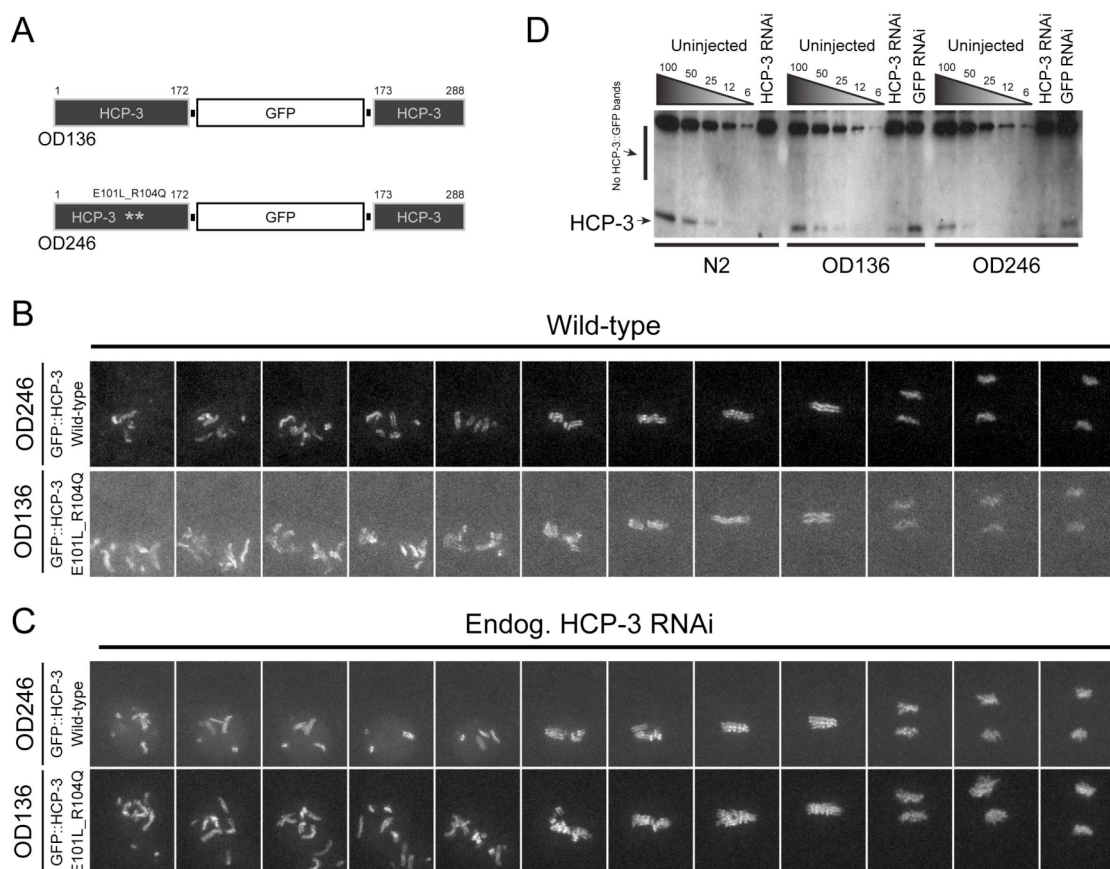 A
1 172 173 288
HCP-3 GFP HCP-3
OD136
E101L_R104Q
1 172 173 288
HCP-3 ** GFP HCP-3
OD246
D
Uninjected Uninjected Uninjected
100 50 25 12 6 HCP-3 RNAi 100 50 25 12 6 HCP-3 RNAi GFP RNAi 100 50 25 12 6 HCP-3 RNAi GFP RNAi
No HCP-3::GFP bands
HCP-3
N2 OD136 OD246
B
Wild-type
OD246
GFP::HCP-3
Wild-type
OD136
GFP::HCP-3
E101L_R104Q
C
Endog. HCP-3 RNAi
OD246
GFP::HCP-3
Wild-type
OD136
GFP::HCP-3
E101L_R104Q